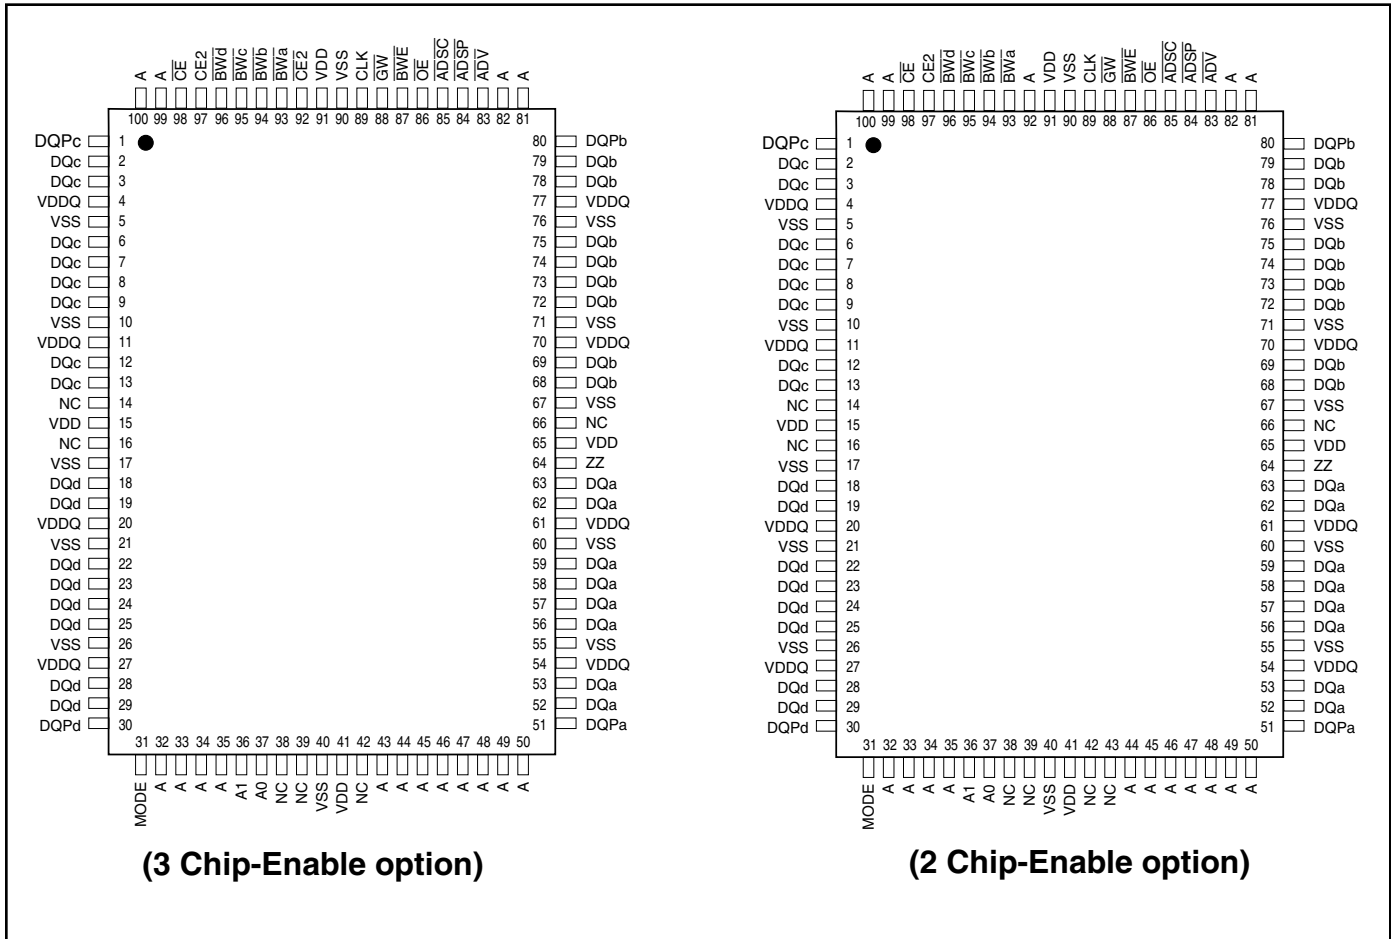 A A CE CE2 BWd BWc BWb BWa CE2 VDD VSS CLK GW BWE OE ADSC ADSP ADV A A
100 99 98 97 96 95 94 93 92 91 90 89 88 87 86 85 84 83 82 81
DQPc 1 80 DQPb
DQc 2 79 DQb
DQc 3 78 DQb
VDDQ 4 77 VDDQ
VSS 5 76 VSS
DQc 6 75 DQb
DQc 7 74 DQb
DQc 8 73 DQb
DQc 9 72 DQb
VSS 10 71 VSS
VDDQ 11 70 VDDQ
DQc 12 69 DQb
DQc 13 68 DQb
NC 14 67 VSS
VDD 15 66 NC
NC 16 65 VDD
VSS 17 64 ZZ
DQd 18 63 DQa
DQd 19 62 DQa
VDDQ 20 61 VDDQ
VSS 21 60 VSS
DQd 22 59 DQa
DQd 23 58 DQa
DQd 24 57 DQa
DQd 25 56 DQa
VSS 26 55 VSS
VDDQ 27 54 VDDQ
DQd 28 53 DQa
DQd 29 52 DQa
DQPd 30 51 DQPa
31 32 33 34 35 36 37 38 39 40 41 42 43 44 45 46 47 48 49 50
MODE A A A A A1 A0 NC NC VSS VDD NC A A A A A A A A
(3 Chip-Enable option)
A A CE CE2 BWd BWc BWb BWa A VDD VSS CLK GW BWE OE ADSC ADSP ADV A A
100 99 98 97 96 95 94 93 92 91 90 89 88 87 86 85 84 83 82 81
DQPc 1 80 DQPb
DQc 2 79 DQb
DQc 3 78 DQb
VDDQ 4 77 VDDQ
VSS 5 76 VSS
DQc 6 75 DQb
DQc 7 74 DQb
DQc 8 73 DQb
DQc 9 72 DQb
VSS 10 71 VSS
VDDQ 11 70 VDDQ
DQc 12 69 DQb
DQc 13 68 DQb
NC 14 67 VSS
VDD 15 66 NC
NC 16 65 VDD
VSS 17 64 ZZ
DQd 18 63 DQa
DQd 19 62 DQa
VDDQ 20 61 VDDQ
VSS 21 60 VSS
DQd 22 59 DQa
DQd 23 58 DQa
DQd 24 57 DQa
DQd 25 56 DQa
VSS 26 55 VSS
VDDQ 27 54 VDDQ
DQd 28 53 DQa
DQd 29 52 DQa
DQPd 30 51 DQPa
31 32 33 34 35 36 37 38 39 40 41 42 43 44 45 46 47 48 49 50
MODE A A A A A1 A0 NC NC VSS VDD NC NC A A A A A A A
(2 Chip-Enable option)